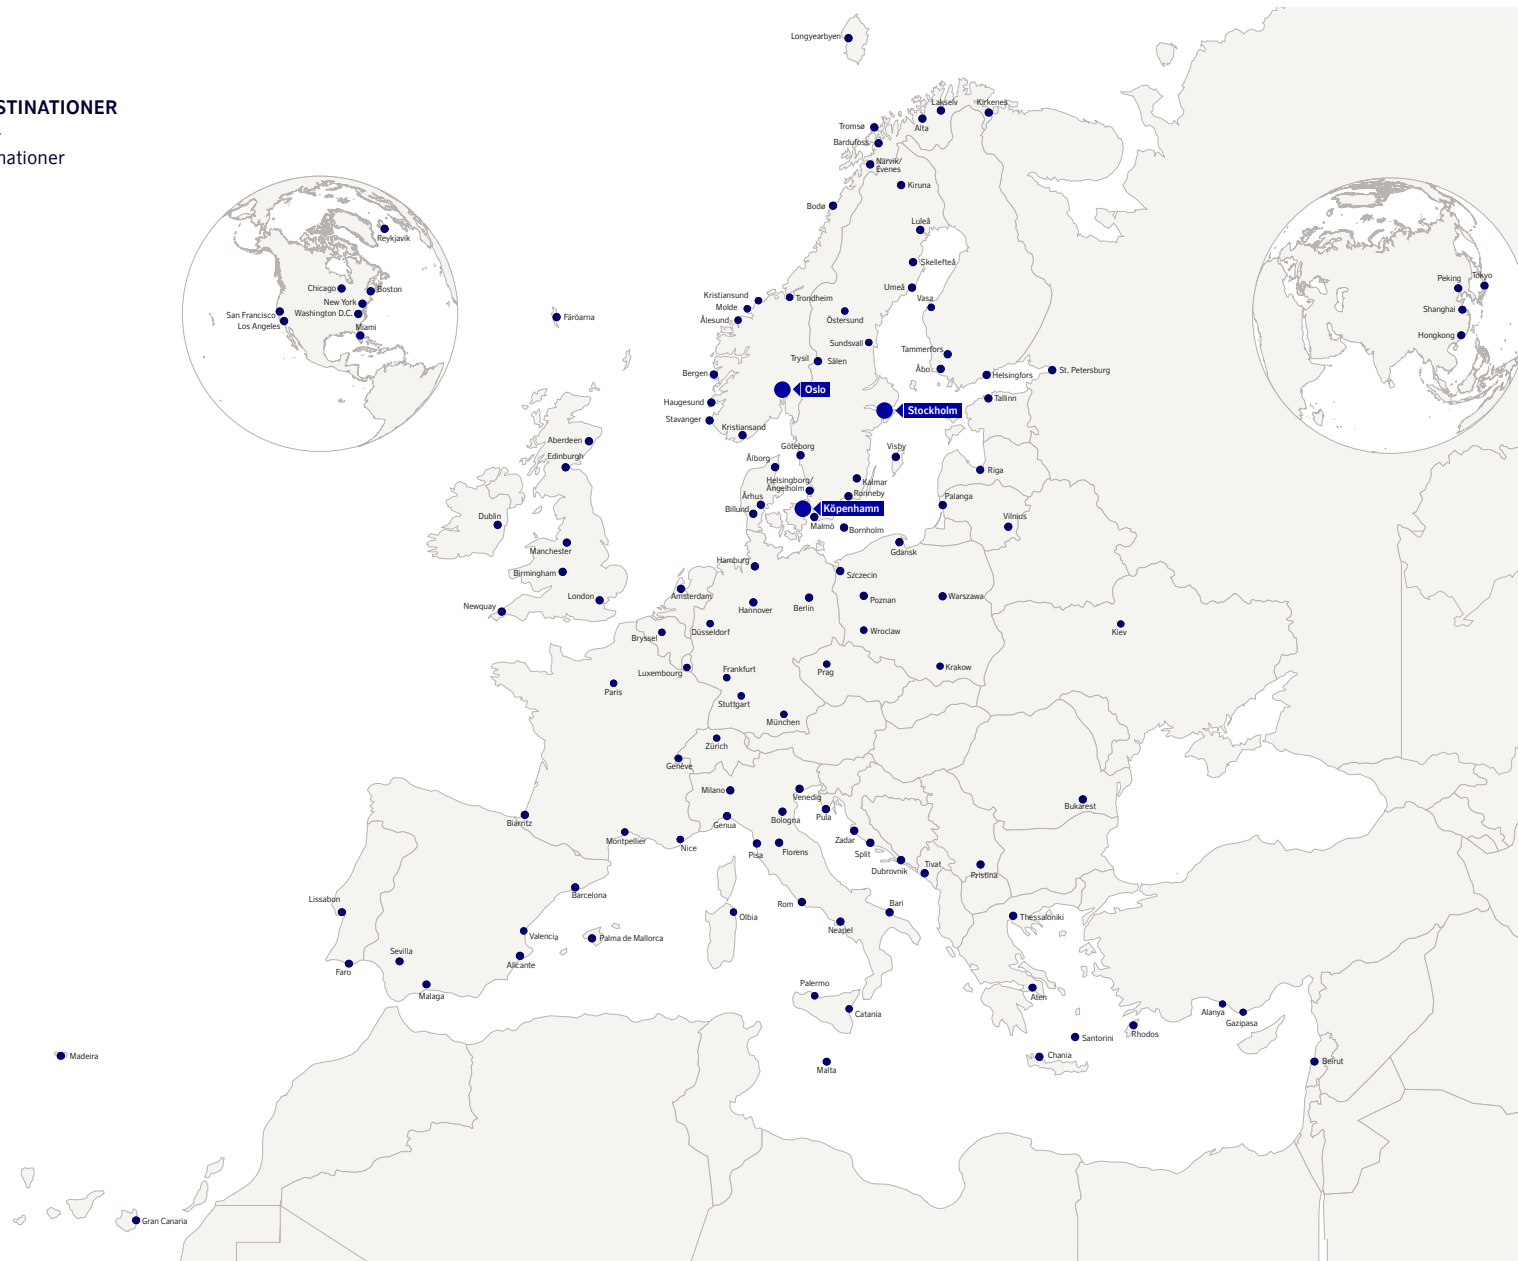 Longyearbyen
STINATIONER
nationer
Lakselv
Kirkenes
Alta
Tromsø
Bardufoss
Narvik/
Evenes
Kiruna
Bodø
Luleå
Skellefteå
Umeå
Vasa
Reykjavik
Chicago
Boston
New York
Washington D.C.
San Francisco
Los Angeles
Miami
Peking
Tokyo
Shanghai
Hongkong
Kristiansund
Molde
Ålesund
Trondheim
Östersund
Färöarna
Sundsvall
Trysil
Sälen
Tammerfors
Åbo
Helsingfors
St. Petersburg
Bergen
Oslo
Haugesund
Stockholm
Tallinn
Stavanger
Kristiansand
Aberdeen
Edinburgh
Göteborg
Visby
Ålborg
Riga
Helsingborg/
Ängelholm
Kalmar
Ronneby
Århus
Billund
Köpenhamn
Palanga
Malmö
Bornholm
Vilnius
Dublin
Gdansk
Manchester
Hamburg
Birmingham
Szczecin
London
Amsterdam
Hannover
Berlin
Poznan
Warszawa
Newquay
Bryssel
Düsseldorf
Wroclaw
Kiev
Luxembourg
Frankfurt
Prag
Krakow
Paris
Stuttgart
München
Zürich
Genève
Milano
Venedig
Bukarest
Biarritz
Genua
Bologna
Pula
Montpellier
Nice
Pisa
Florens
Zadar
Split
Dubrovnik
Tivat
Pristina
Barcelona
Lissabon
Rom
Bari
Olbia
Neapel
Thessaloniki
Valencia
Palma de Mallorca
Sevilla
Alicante
Faro
Malaga
Palermo
Catania
Aten
Alanya
Gazipasa
Santorini
Rhodos
Chania
Malta
Beirut
Madeira
Gran Canaria